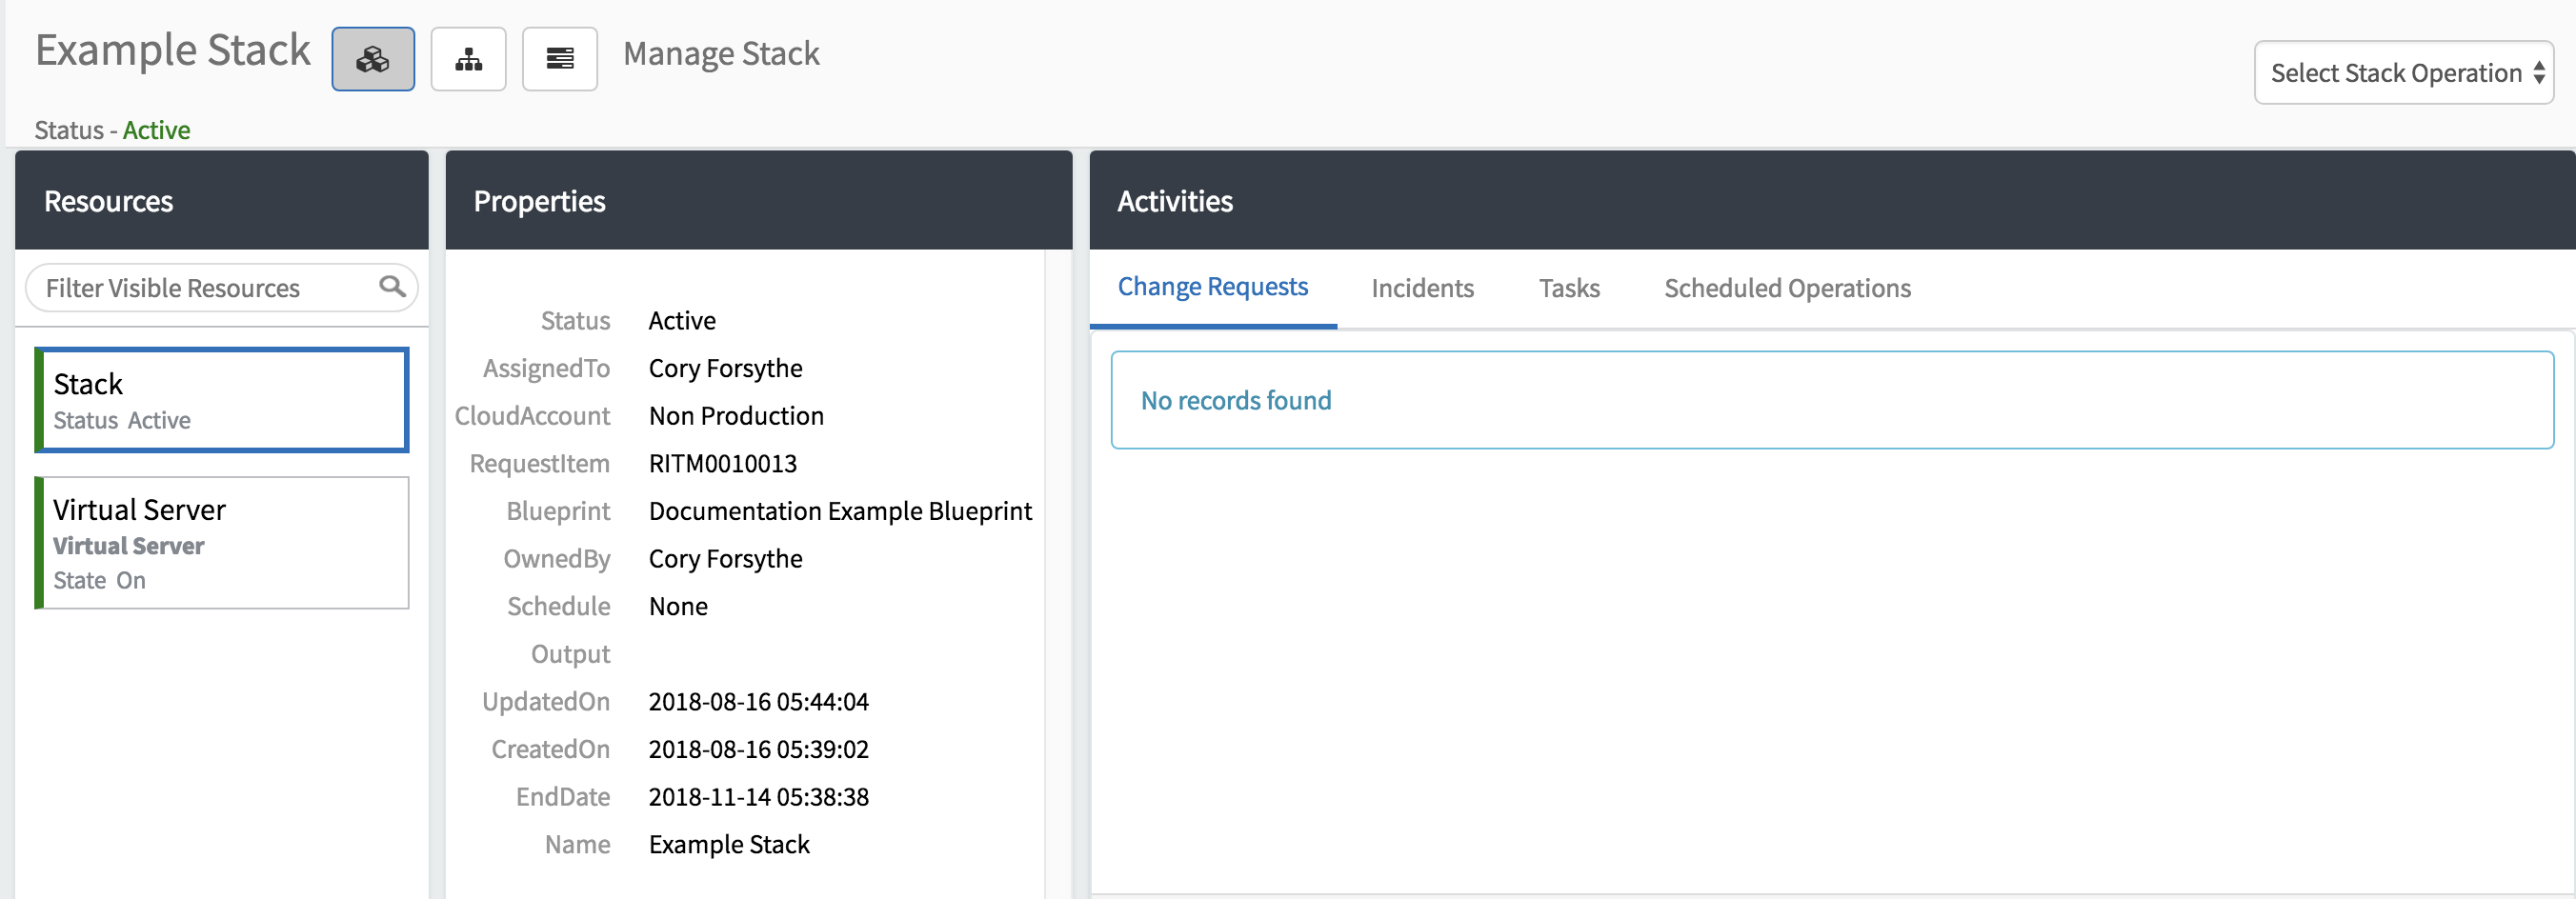 Example Stack
Manage Stack
Select Stack Operation
Status - Active
Resources
Filter Visible Resources
Stack
Status Active
Virtual Server
Virtual Server
State On
Properties
Status Active
AssignedTo Cory Forsythe
CloudAccount Non Production
RequestItem RITM0010013
Blueprint Documentation Example Blueprint
OwnedBy Cory Forsythe
Schedule None
Output
UpdatedOn 2018-08-16 05:44:04
CreatedOn 2018-08-16 05:39:02
EndDate 2018-11-14 05:38:38
Name Example Stack
Activities
Change Requests Incidents Tasks Scheduled Operations
No records found